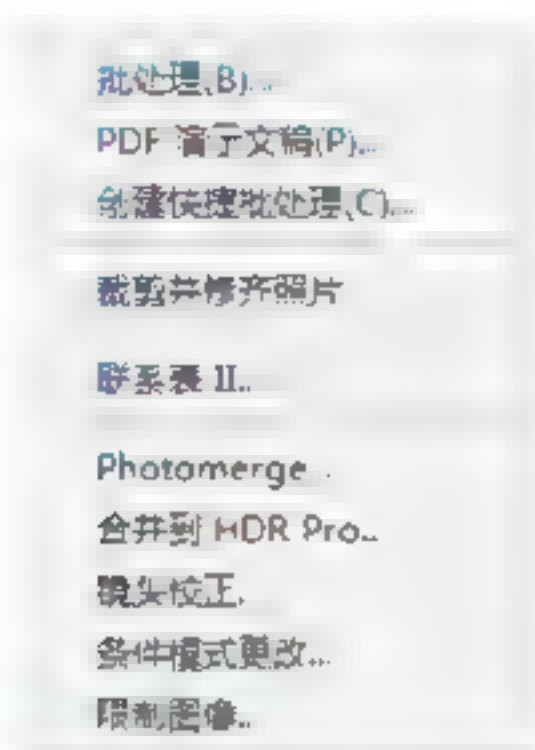 批处理(B)...
PDF 演示文稿(P)...
创建快捷批处理(C)...
裁剪并修齐照片
联系表 II...
Photomerge...
合并到 HDR Pro...
镜头校正...
条件模式更改...
限制图像...